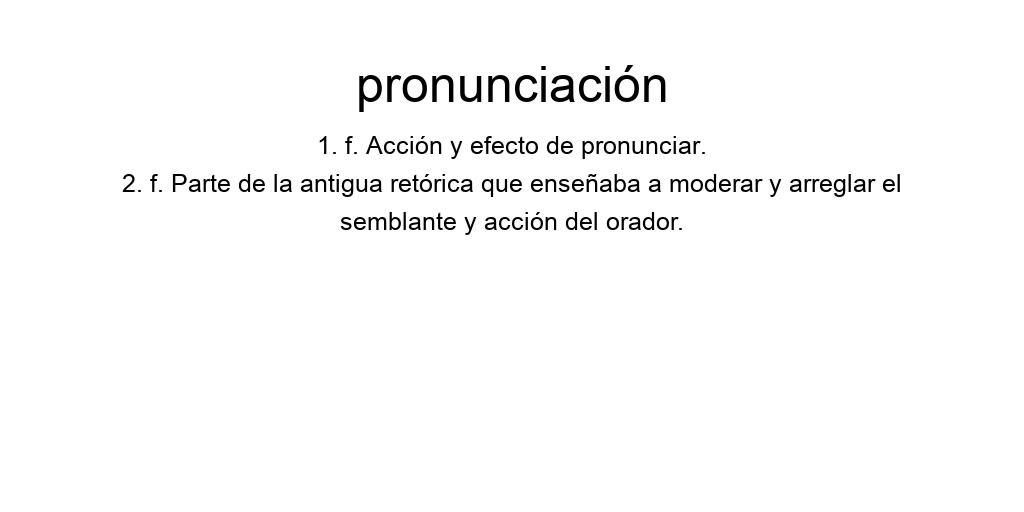 pronunciación
1. f. Acción y efecto de pronunciar.
2. f. Parte de la antigua retórica que enseñaba a moderar y arreglar el
semblante y acción del orador.